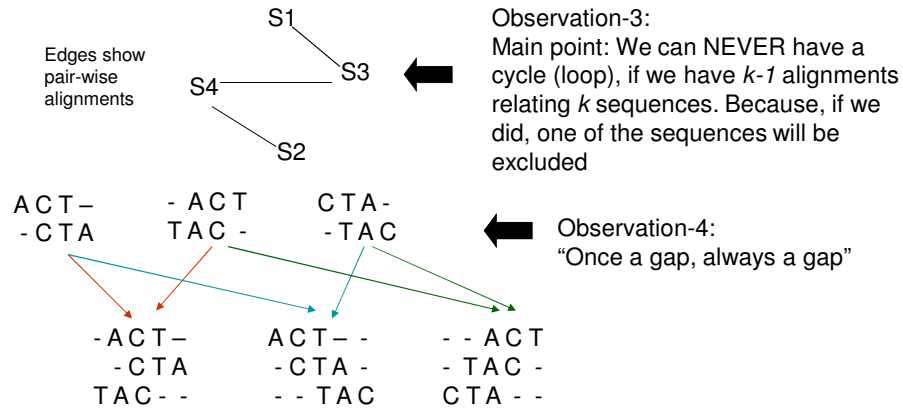 S1
Edges show
pair-wise
alignments
S3
S4
S2
Observation-3:
Main point: We can NEVER have a
cycle (loop), if we have k-1 alignments
relating k sequences. Because, if we
did, one of the sequences will be
excluded
A C T –
- C T A
- A C T
T A C -
C T A -
- T A C
Observation-4:
“Once a gap, always a gap”
- A C T –
- C T A
T A C - -
A C T – -
- C T A -
- - T A C
- - A C T
- T A C -
C T A - -